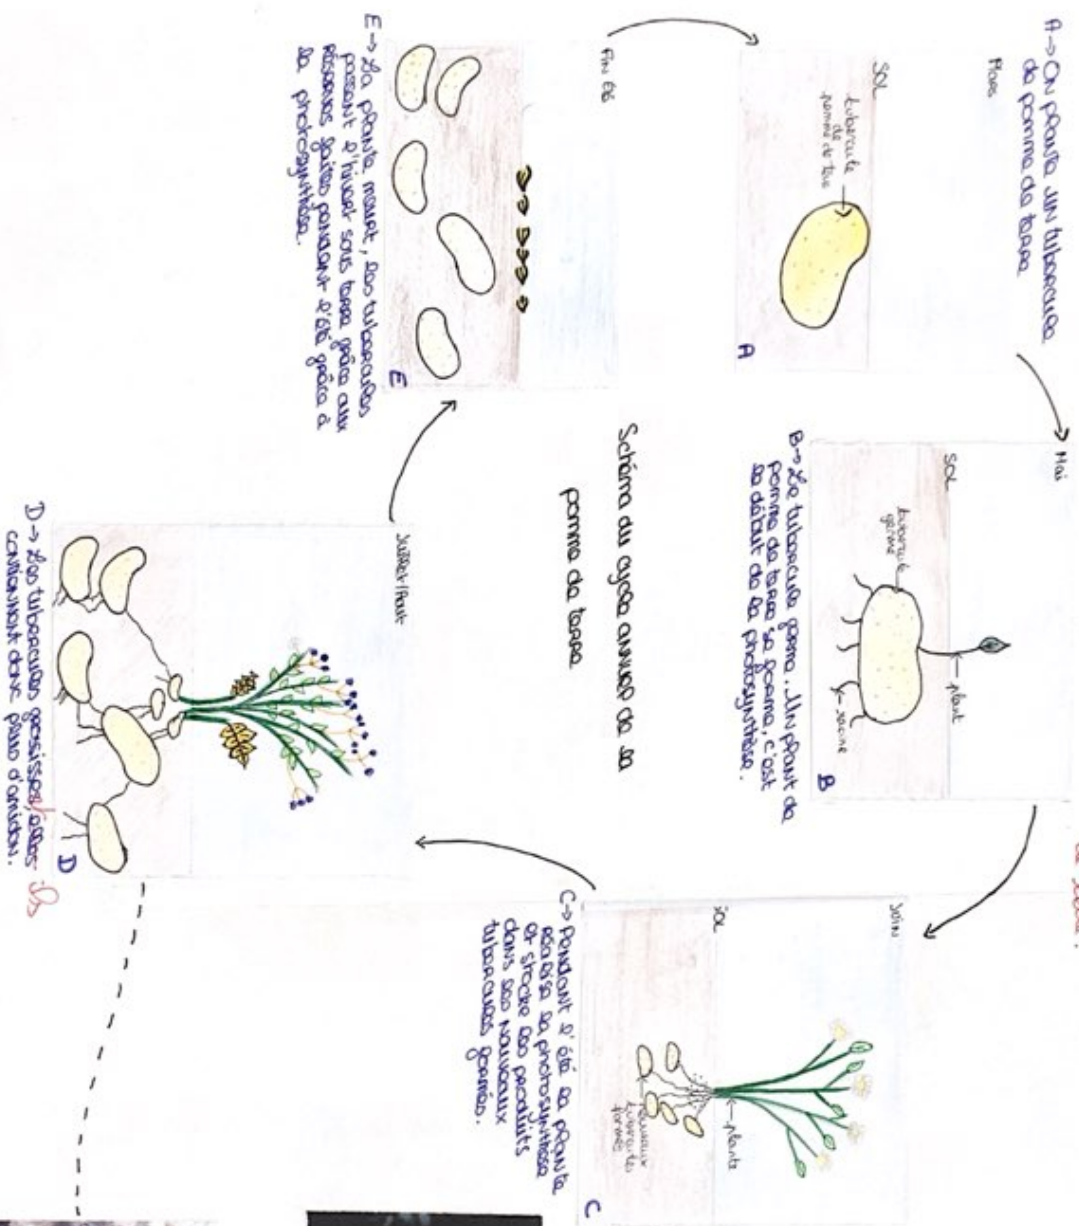 A → On plante un tubercule
de pomme de terre
Mars
SOL
tubercule
de
pomme de terre
A
Mai
SOL
tubercule
germé
plant
racine
B
B → Le tubercule germe. Un plant de
pomme de terre se forme, c'est
le début de la photosynthèse.
Juin
SOL
plante
nouveaux
tubercules
formés
C
C → Pendant l'été la plante
réalise la photosynthèse
et stocke les produits
dans les nouveaux
tubercules formés.
Juillet/Aout
D
D → Les tubercules grossissent, elles ils
contiennent donc plus d'amidon.
Fin Été
E
E → La plante meurt, les tubercules
passent l'hiver sous terre grâce aux
réserves faites pendant l'été grâce à
la photosynthèse.
Schéma du cycle annuel de la
pomme de terre